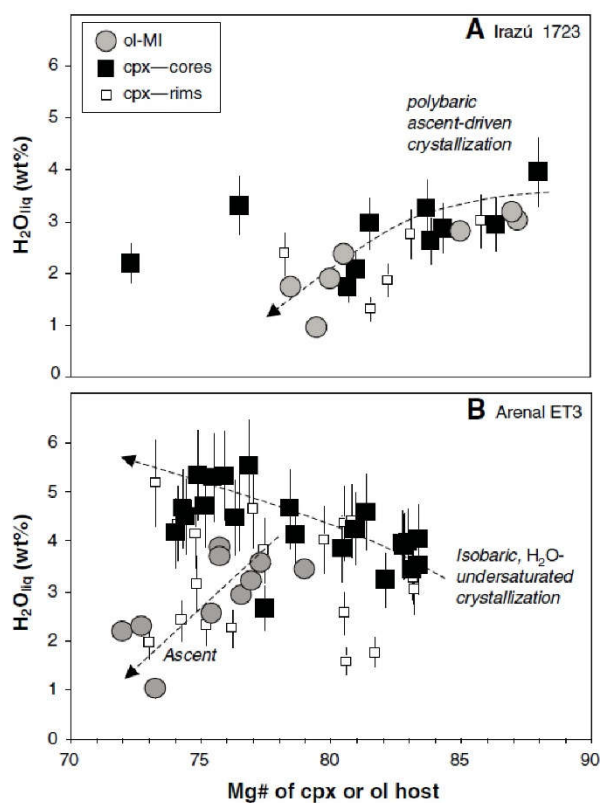 ol-MI
cpx—cores
cpx—rims
A Irazú 1723
polybaric
ascent-driven
crystallization
H2Oliq (wt%)
6
5
4
3
2
1
0
B Arenal ET3
Isobaric, H2O-
undersaturated
crystallization
Ascent
H2Oliq (wt%)
6
5
4
3
2
1
0
70 75 80 85 90
Mg# of cpx or ol host